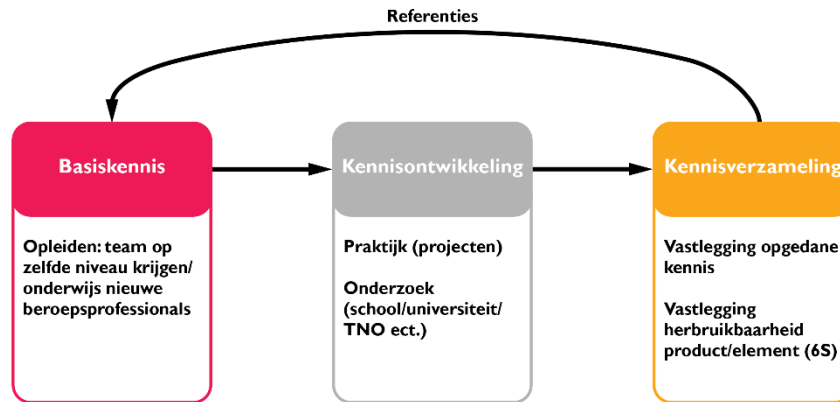 Referenties
Basiskennis
Opleiden: team op
zelfde niveau krijgen/
onderwijs nieuwe
beroepsprofessionals
Kennisontwikkeling
Praktijk (projecten)
Onderzoek
(school/universiteit/
TNO ect.)
Kennisverzameling
Vastlegging opgedane
kennis
Vastlegging
herbruikbaarheid
product/element (6S)